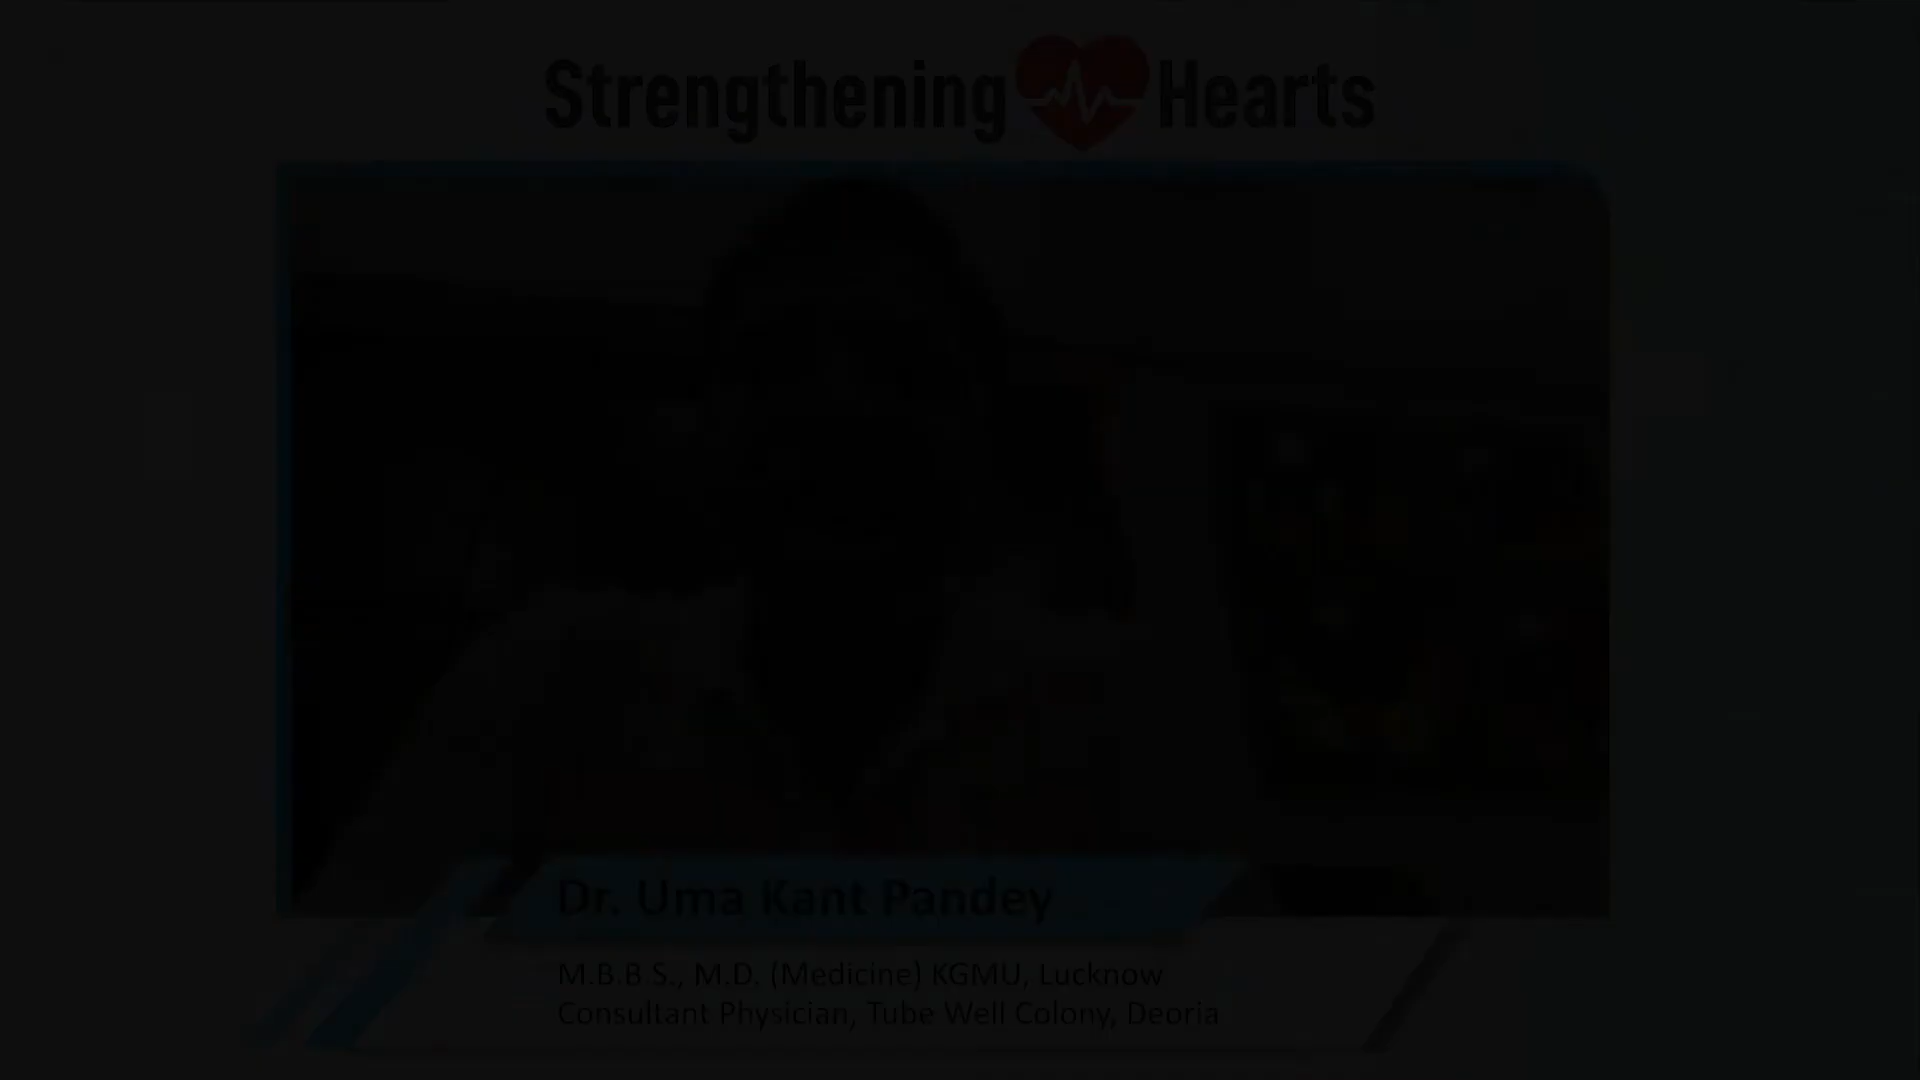 Strengthening Hearts
Dr. Uma Kant Pandey
M.B.B.S., M.D. (Medicine) KGMU, Lucknow
Consultant Physician, Tube Well Colony, Deoria